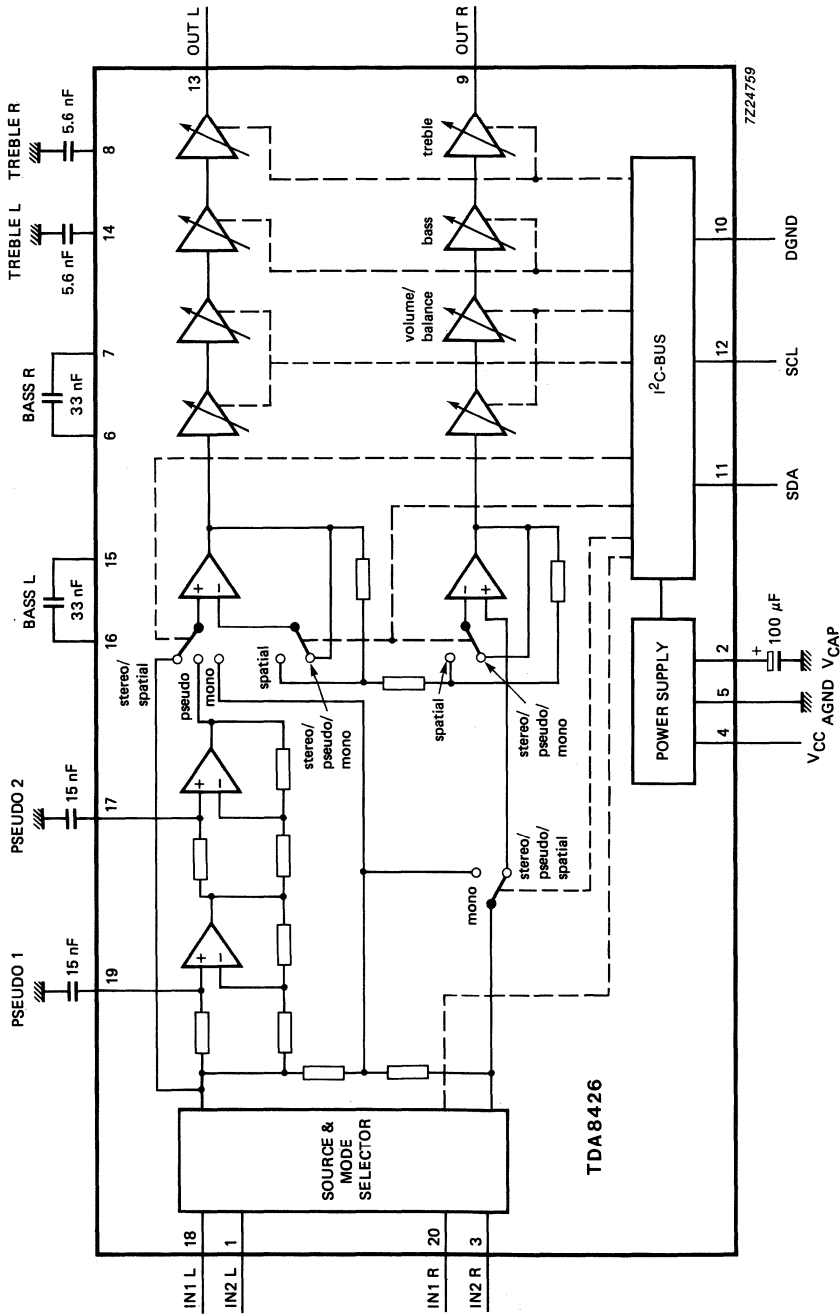 PSEUDO 1
15 nF
19
PSEUDO 2
15 nF
17
BASS L
33 nF
16
15
BASS R
33 nF
6
7
TREBLE L
5.6 nF
14
TREBLE R
5.6 nF
8
IN1 L
18
IN2 L
1
IN1 R
20
IN2 R
3
SOURCE &
MODE
SELECTOR
+
−
+
−
stereo/
spatial
pseudo
mono
+
−
spatial
stereo/
pseudo/
mono
mono
stereo/
pseudo/
spatial
spatial
stereo/
pseudo/
mono
−
+
volume/
balance
bass
treble
13
OUT L
9
OUT R
TDA8426
POWER SUPPLY
I²C-BUS
4
VCC
5
AGND
2
+
100 µF
VCAP
11
SDA
12
SCL
10
DGND
7Z24759